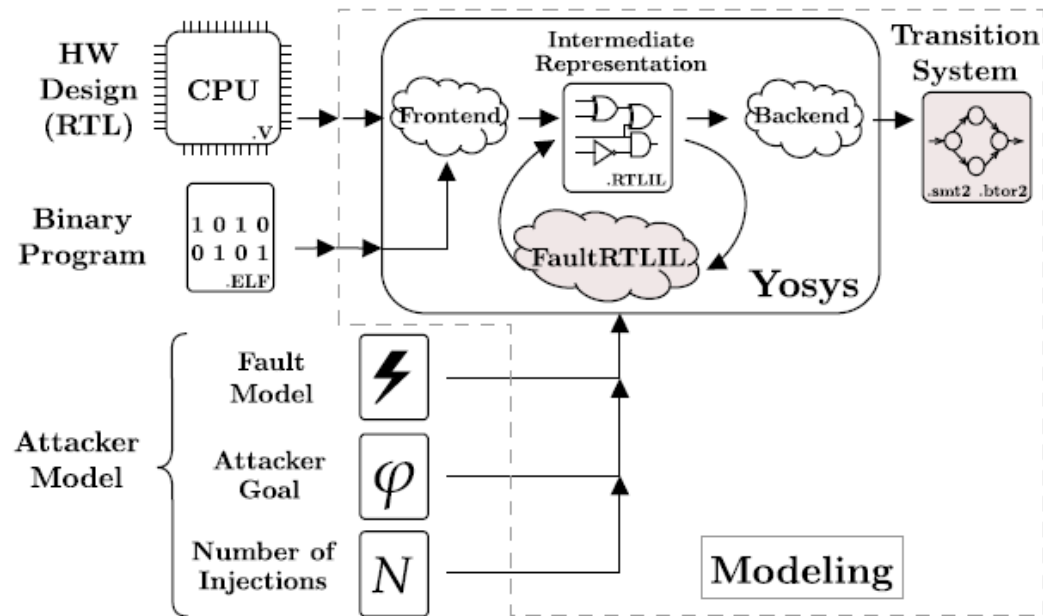 HW
Design
(RTL)
CPU
.V
Binary
Program
1 0 1 0
0 1 0 1
.ELF
Frontend
Intermediate
Representation
.RTLIL
Backend
FaultRTLIL
Yosys
Transition
System
.smt2 .btor2
Attacker
Model
Fault
Model
Attacker
Goal
φ
Number of
Injections
N
Modeling